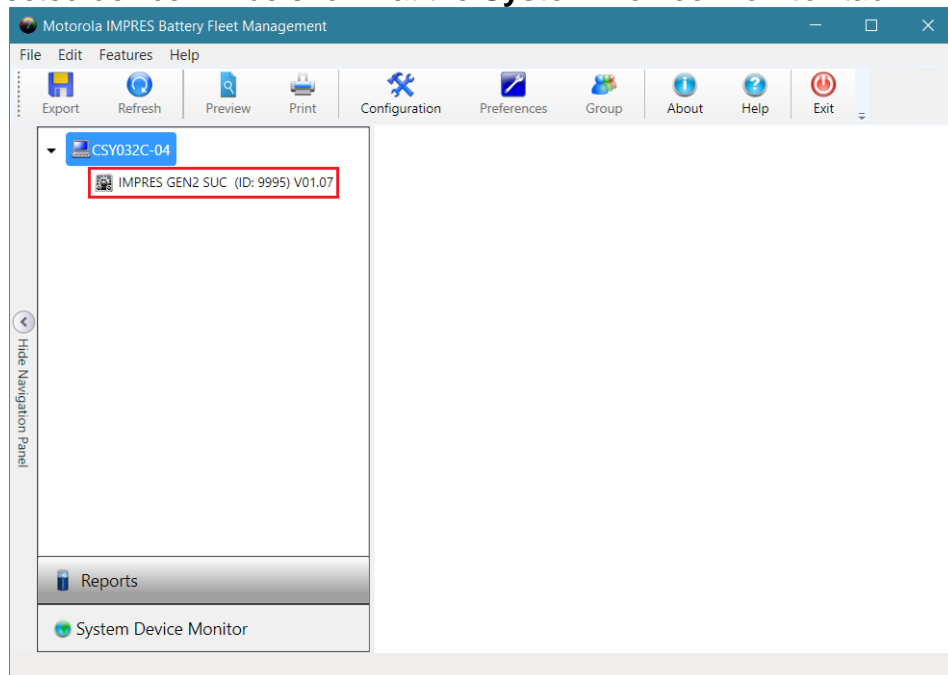 Motorola IMPRES Battery Fleet Management
File Edit Features Help
Export Refresh Preview Print Configuration Preferences Group About Help Exit
CSY032C-04
IMPRES GEN2 SUC (ID: 9995) V01.07
Hide Navigation Panel
Reports
System Device Monitor